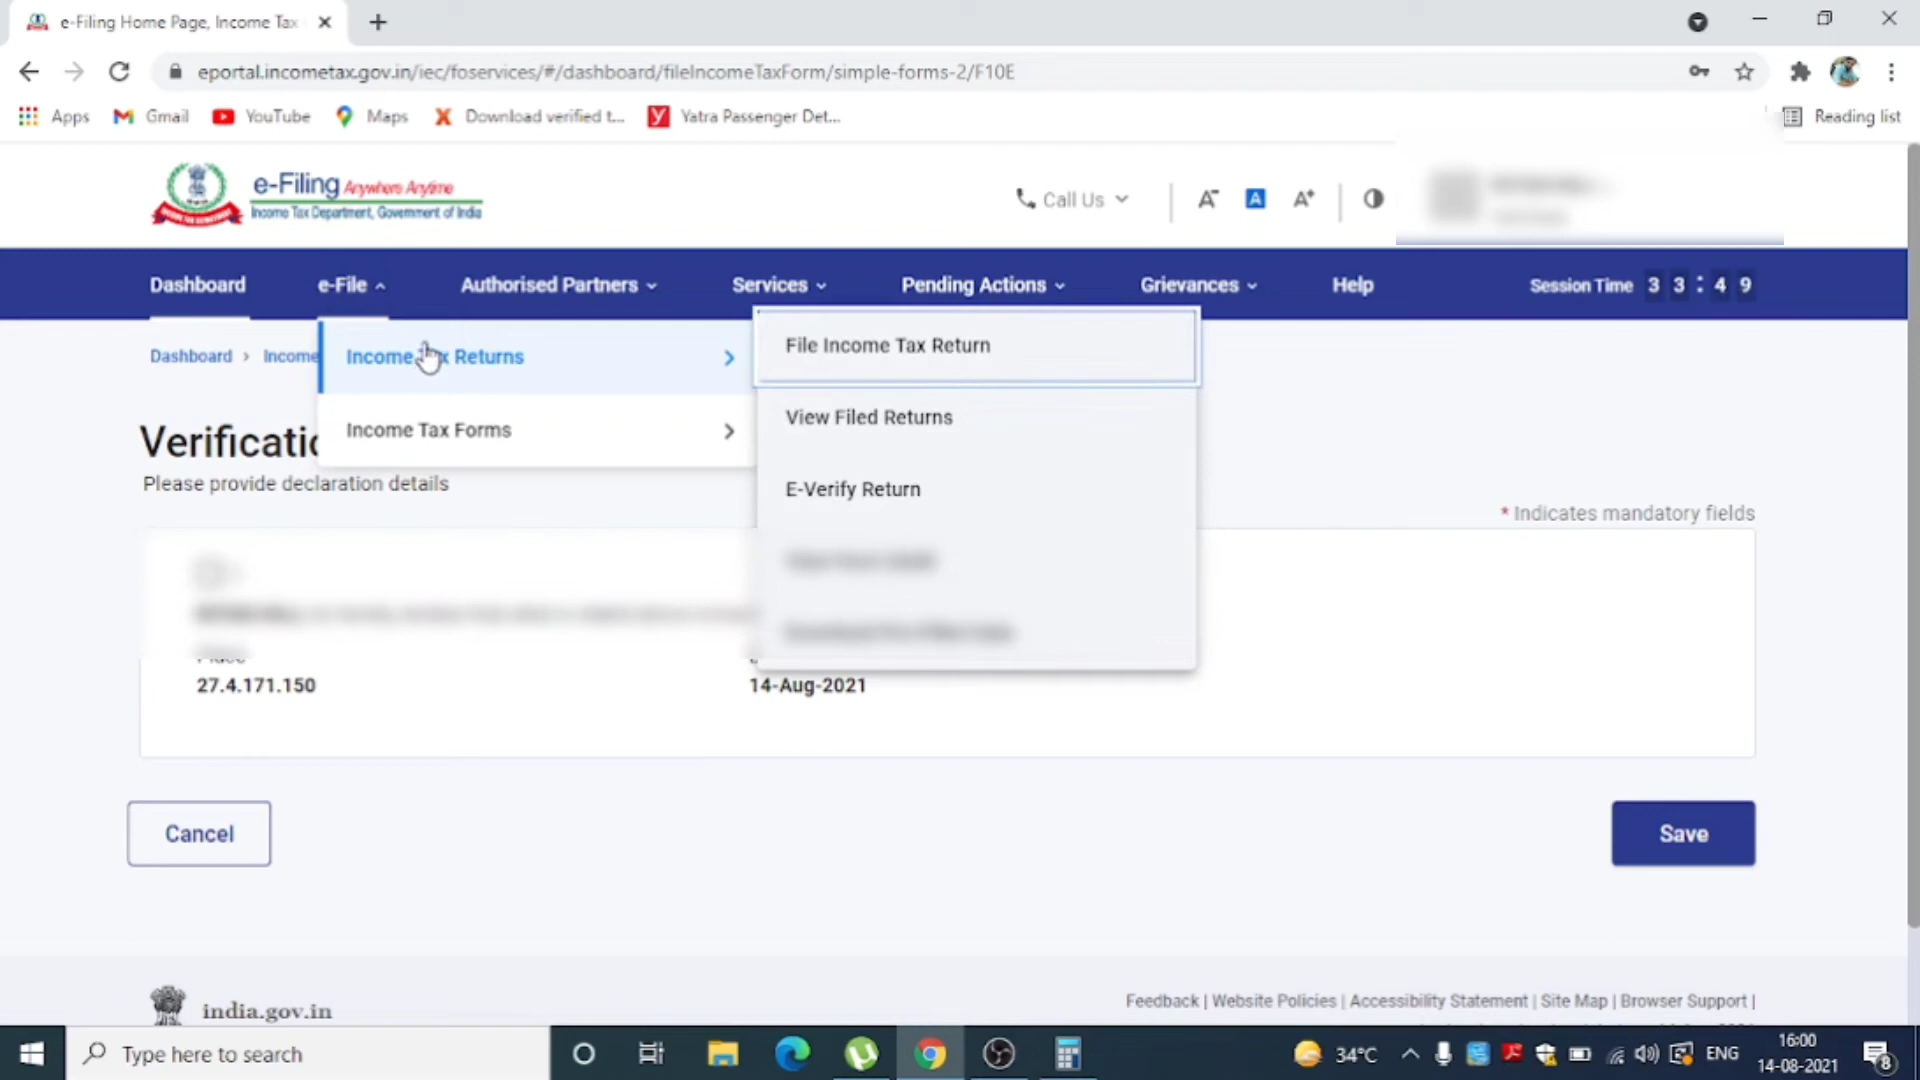 e-Filing Home Page, Income Tax
eportal.incometax.gov.in/iec/foservices/#/dashboard/fileIncomeTaxForm/simple-forms-2/F10E
Apps
Gmail
YouTube
Maps
Download verified t...
Yatra Passenger Det...
Reading list
e-Filing Anywhere Anytime
Income Tax Department, Government of India
Call Us
A-
A
A+
Dashboard
e-File
Authorised Partners
Services
Pending Actions
Grievances
Help
Session Time 33:49
Dashboard > Income
Income Tax Returns
File Income Tax Return
Income Tax Forms
View Filed Returns
E-Verify Return
Please provide declaration details
* Indicates mandatory fields
27.4.171.150
14-Aug-2021
Cancel
Save
india.gov.in
Feedback | Website Policies | Accessibility Statement | Site Map | Browser Support |
Type here to search
34°C
ENG
16:00
14-08-2021
8